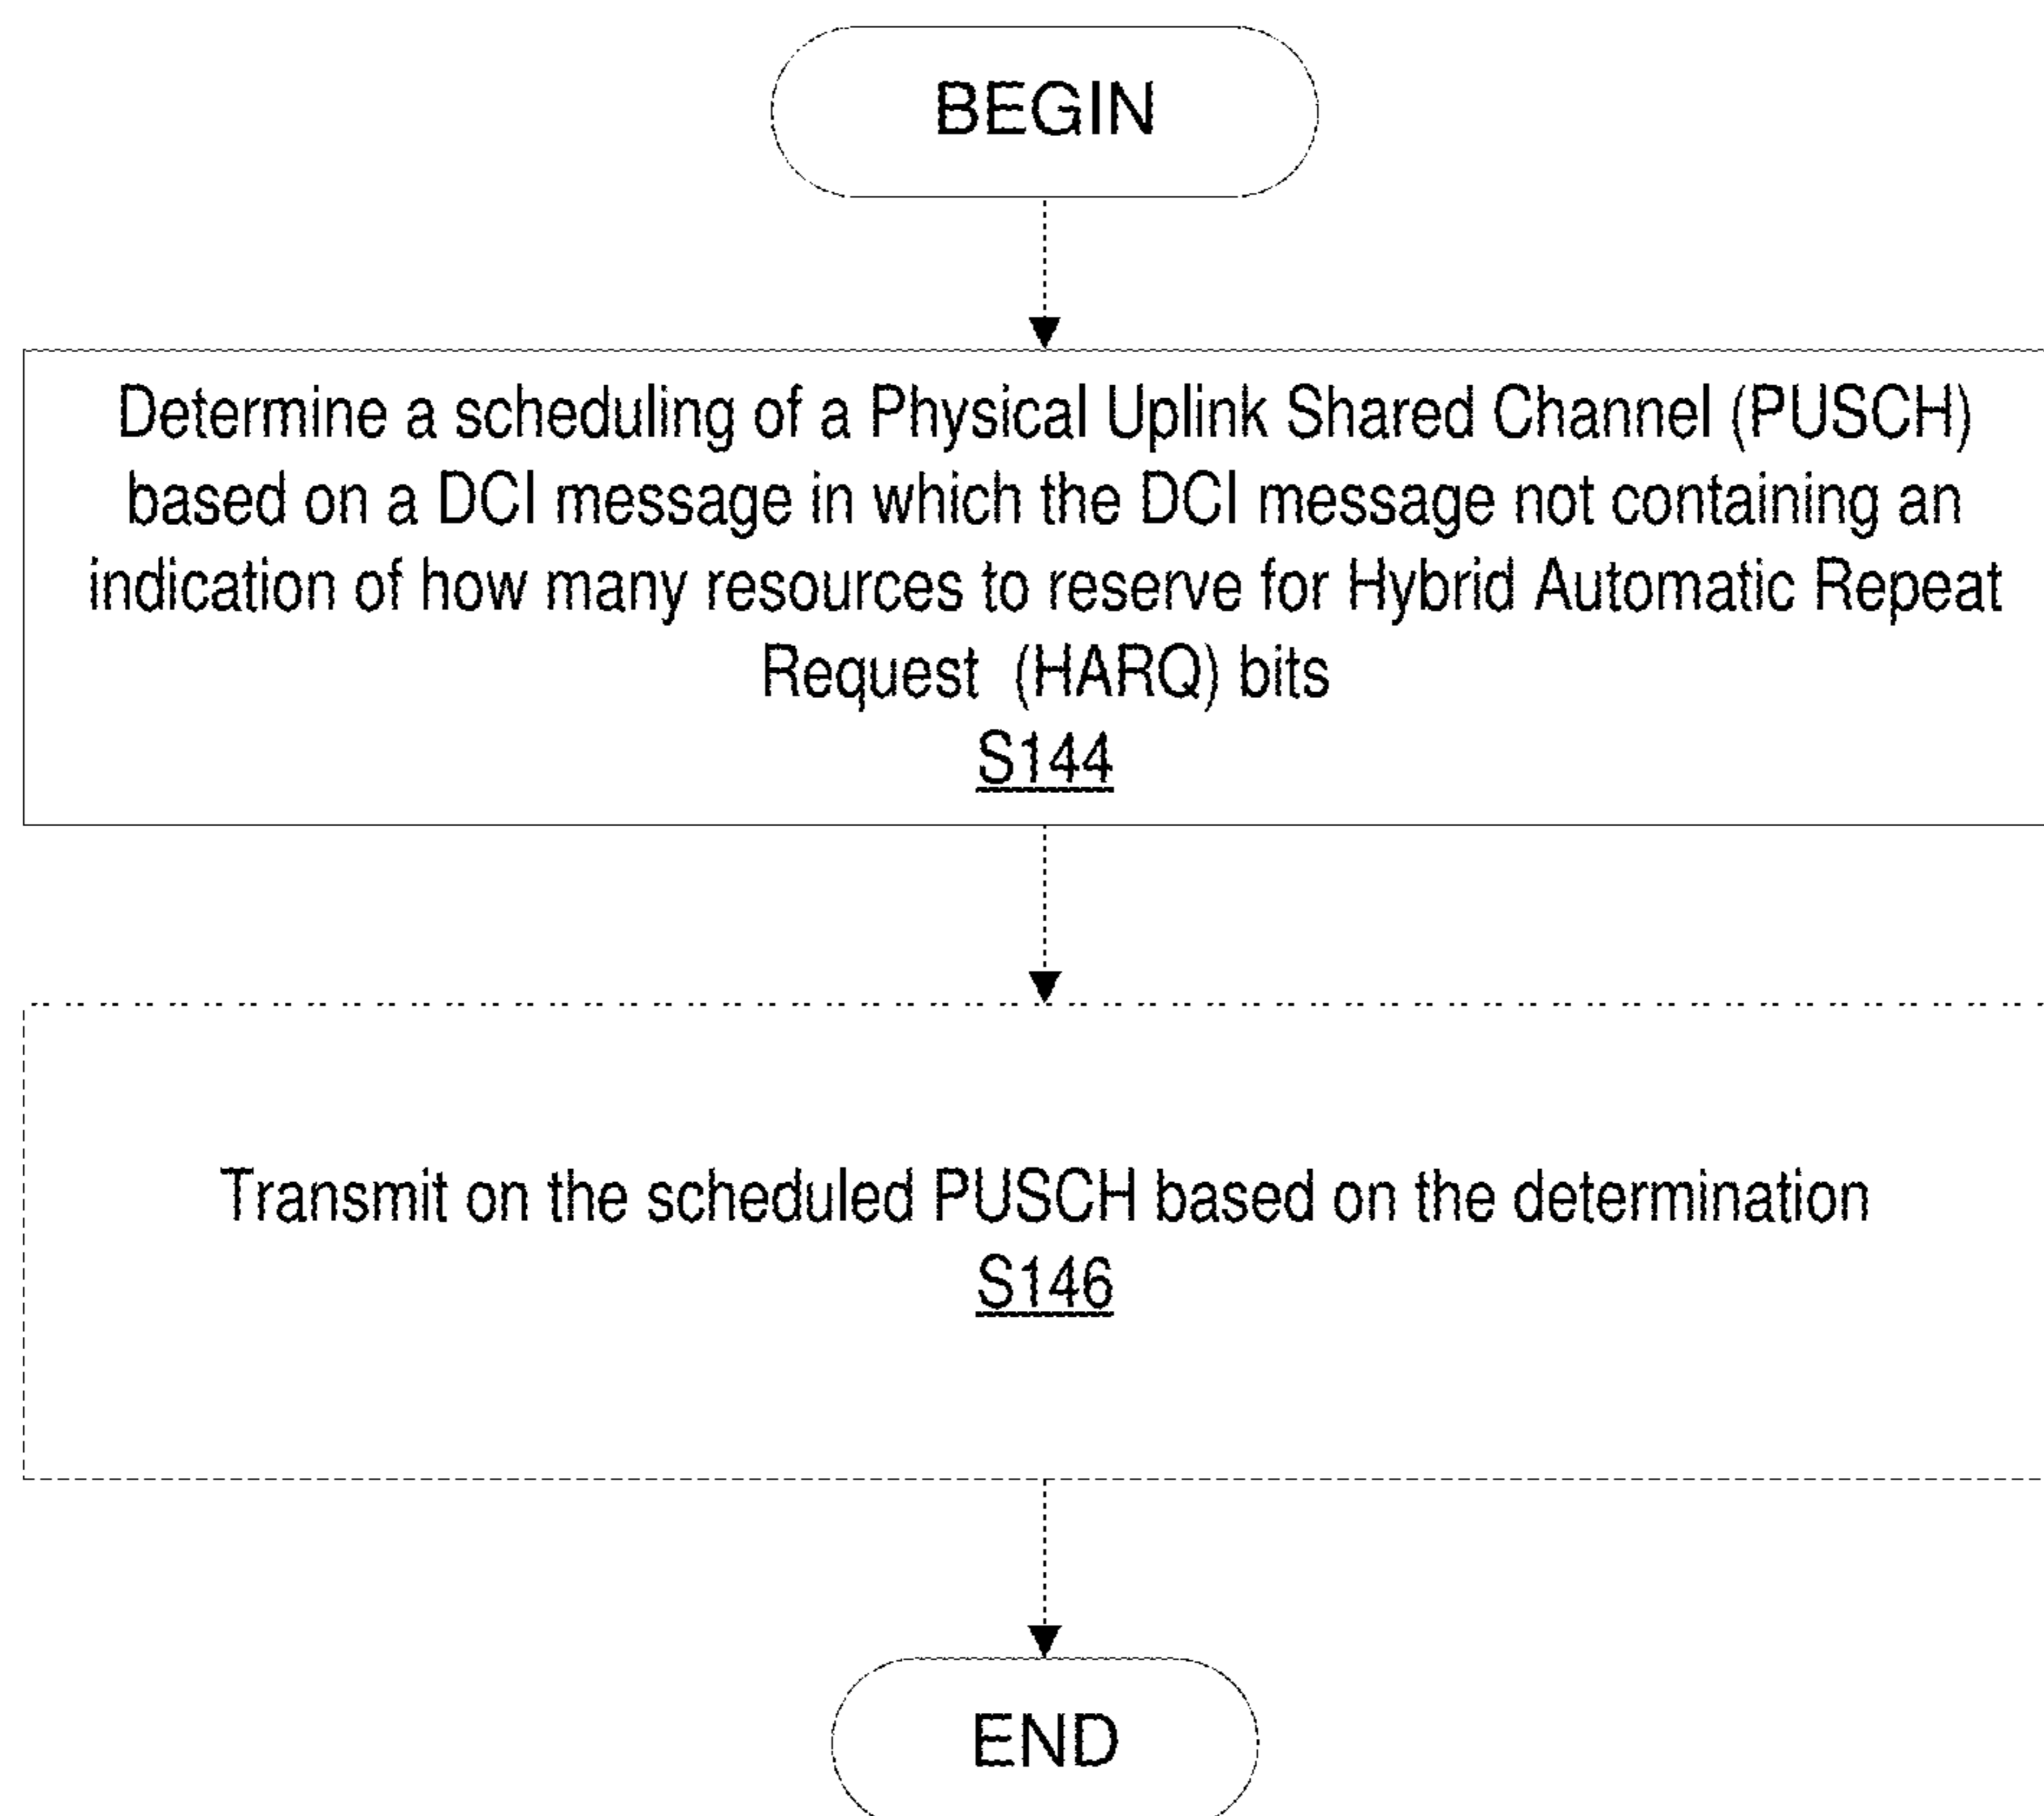 BEGIN
Determine a scheduling of a Physical Uplink Shared Channel (PUSCH)
based on a DCI message in which the DCI message not containing an
indication of how many resources to reserve for Hybrid Automatic Repeat
Request (HARQ) bits
S144
Transmit on the scheduled PUSCH based on the determination
S146
END